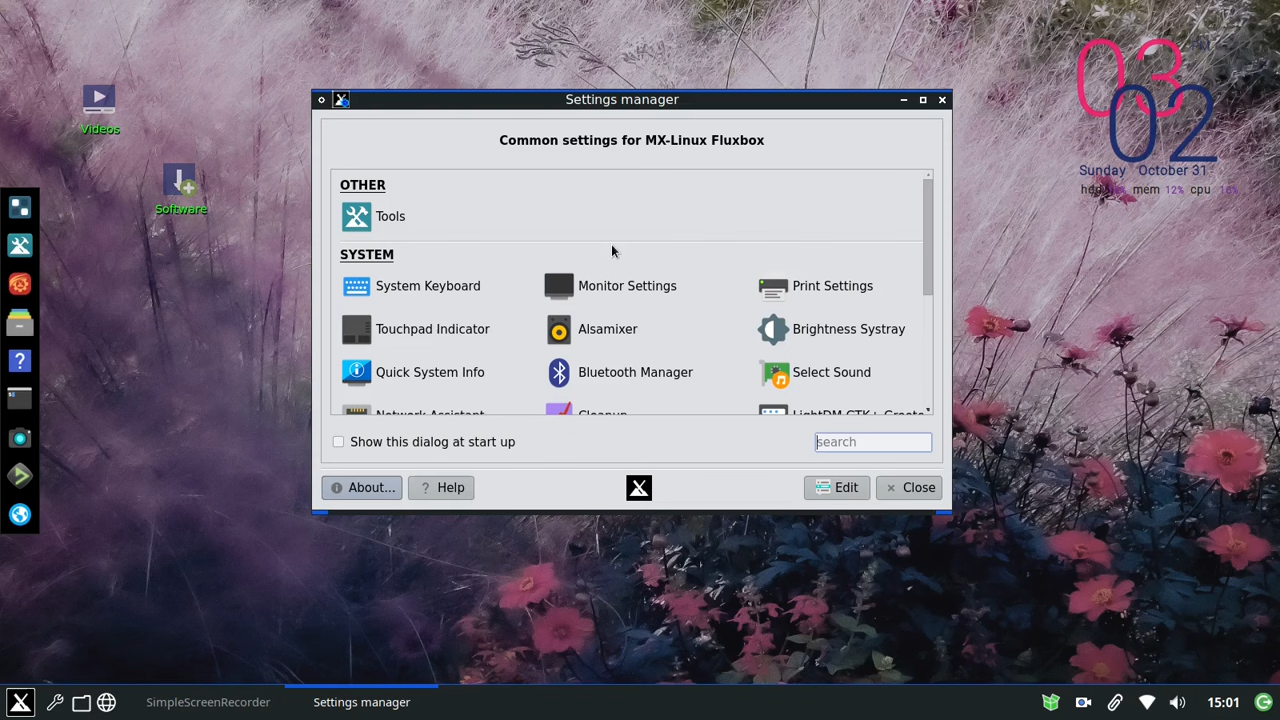 Settings manager
Common settings for MX-Linux Fluxbox
OTHER
Tools
SYSTEM
System Keyboard
Monitor Settings
Print Settings
Touchpad Indicator
Alsamixer
Brightness Systray
Quick System Info
Bluetooth Manager
Select Sound
Network Assistant
Cleanup
LightDM GTK+ Greete
Show this dialog at start up
search
About...
Help
Edit
Close
Videos
Software
03
02
Sunday October 31
mem 12% cpu
SimpleScreenRecorder
Settings manager
15:01